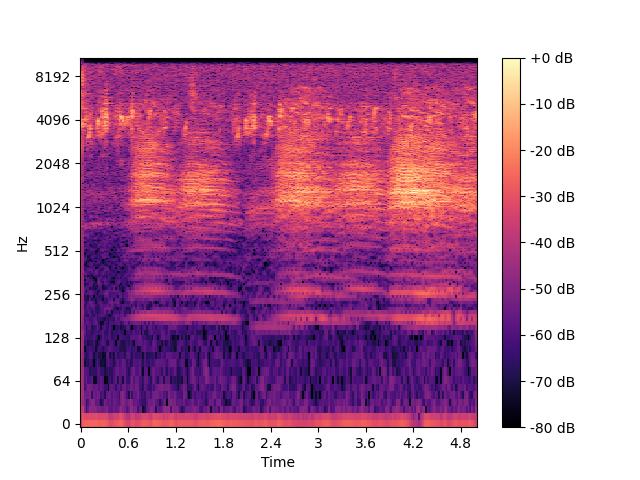 8192
4096
2048
1024
512
256
128
64
0
Hz
0 0.6 1.2 1.8 2.4 3 3.6 4.2 4.8
Time
+0 dB
-10 dB
-20 dB
-30 dB
-40 dB
-50 dB
-60 dB
-70 dB
-80 dB